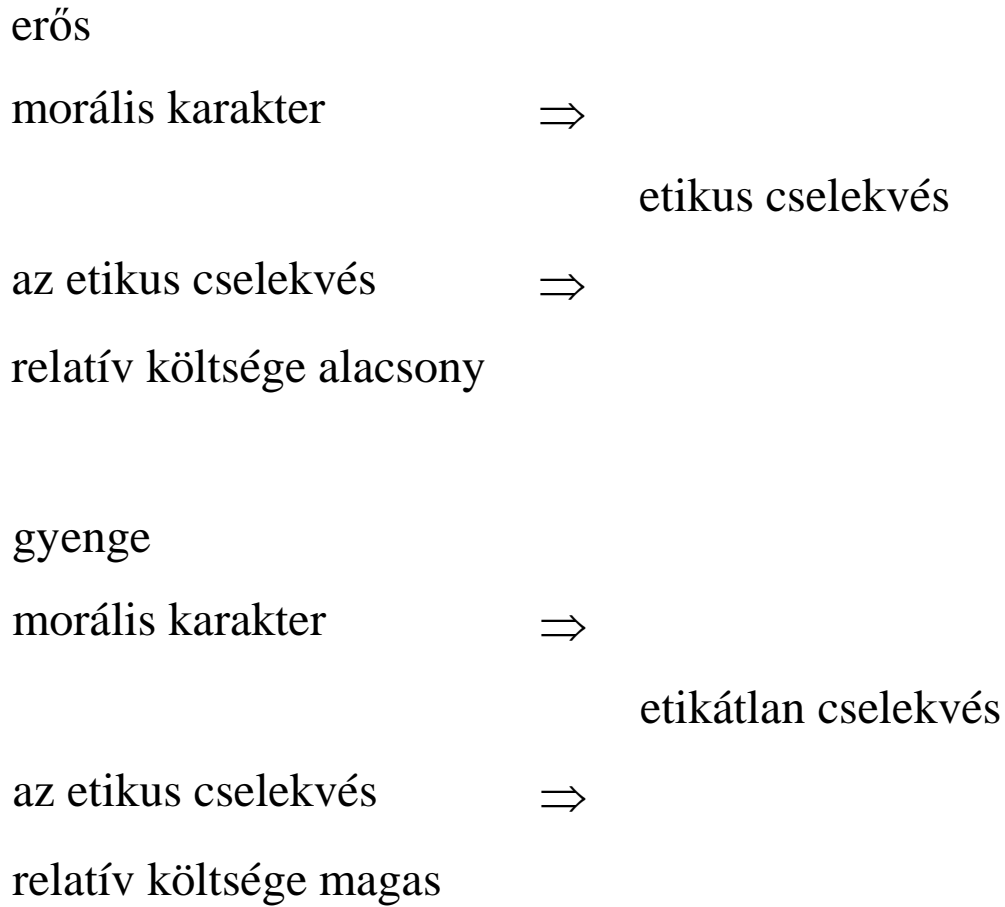 erős
morális karakter ⇒
etikus cselekvés
az etikus cselekvés ⇒
relatív költsége alacsony
gyenge
morális karakter ⇒
etikátlan cselekvés
az etikus cselekvés ⇒
relatív költsége magas